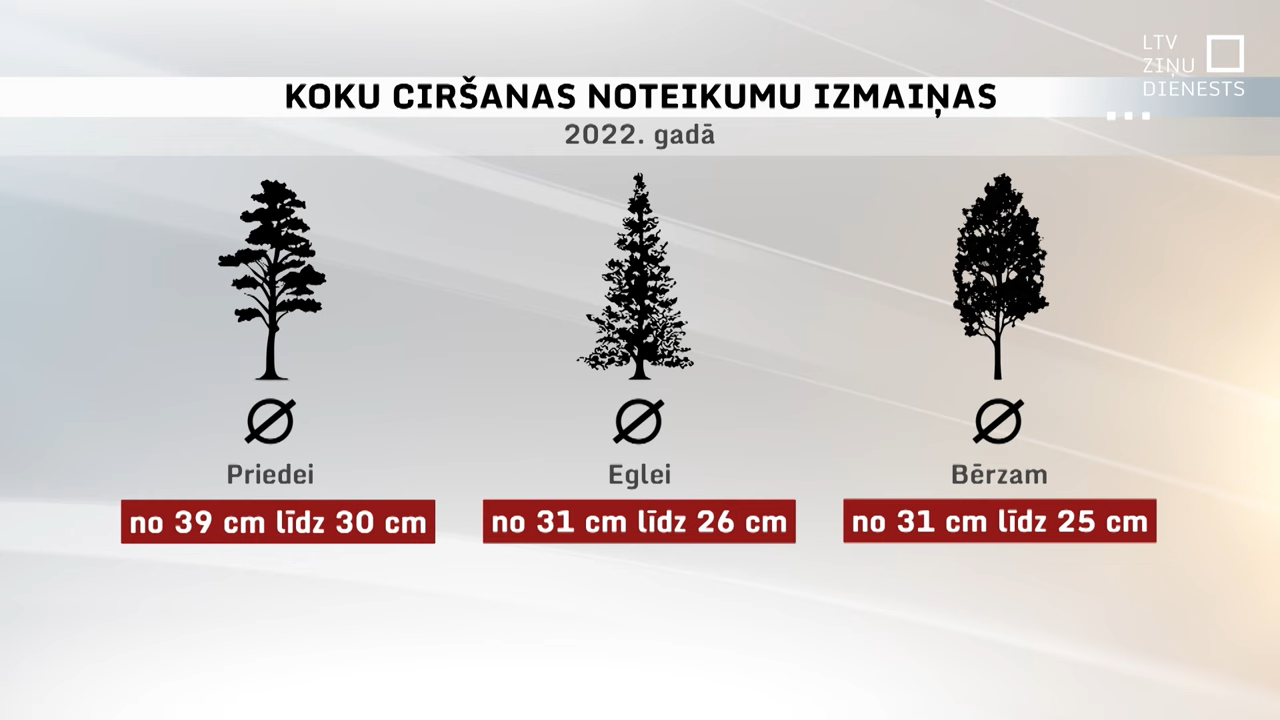 LTV
ZIŅU
DIENESTS
KOKU CIRŠANAS NOTEIKUMU IZMAIŅAS
2022. gadā
Priedei
Eglei
Bērzam
no 39 cm līdz 30 cm
no 31 cm līdz 26 cm
no 31 cm līdz 25 cm